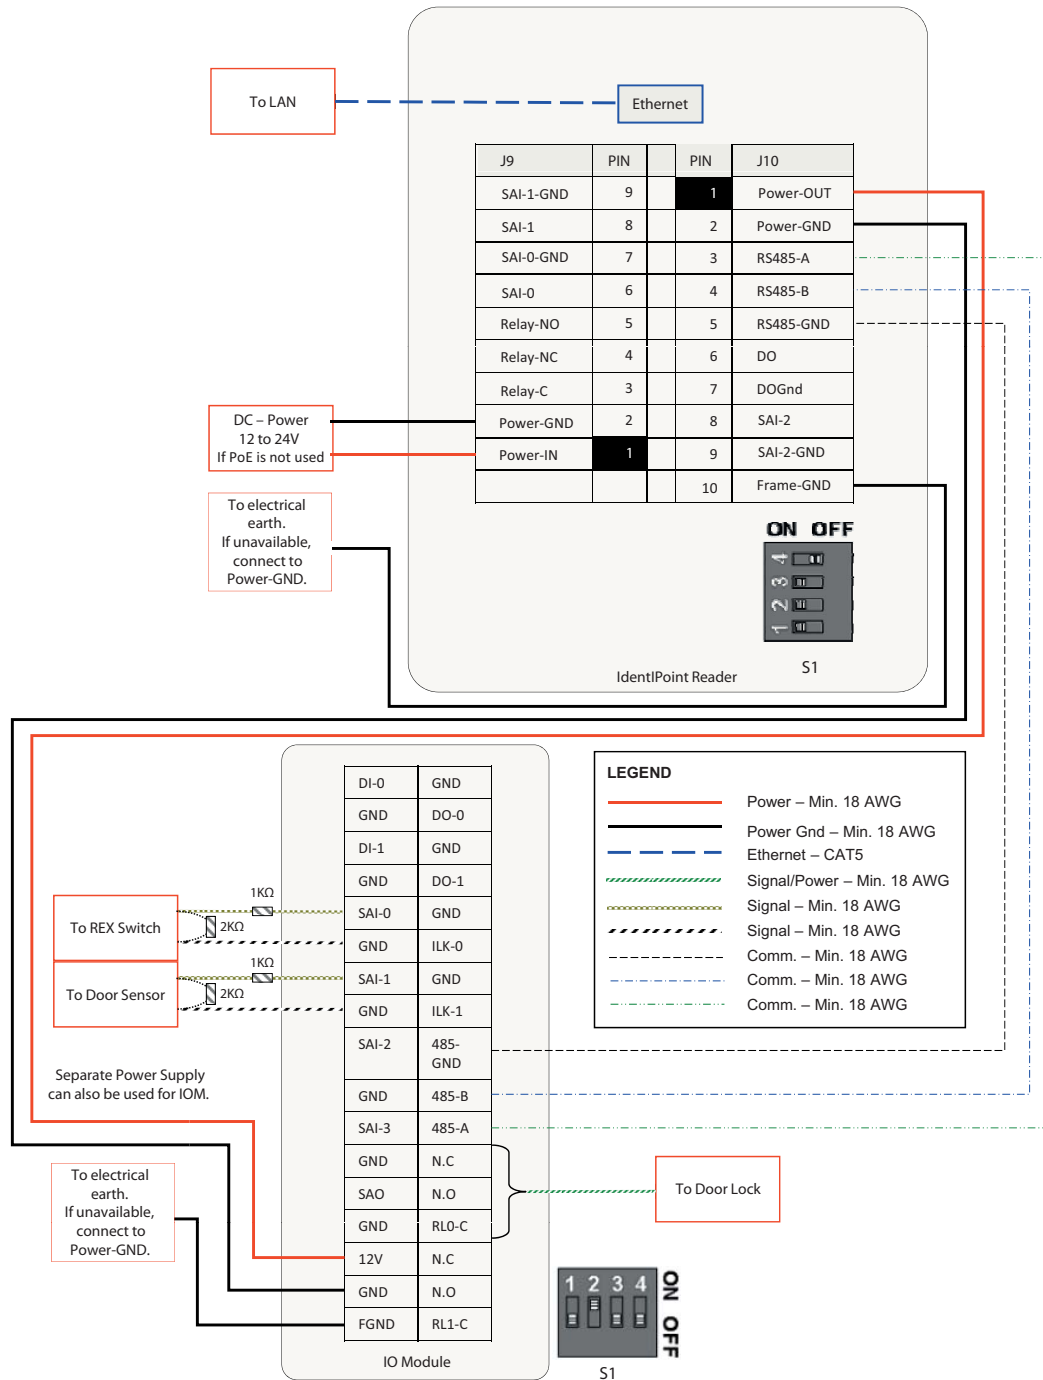 To LAN
Ethernet
J9 PIN PIN J10
SAI-1-GND 9 1 Power-OUT
SAI-1 8 2 Power-GND
SAI-0-GND 7 3 RS485-A
SAI-0 6 4 RS485-B
Relay-NO 5 5 RS485-GND
Relay-NC 4 6 DO
Relay-C 3 7 DOGnd
Power-GND 2 8 SAI-2
Power-IN 1 9 SAI-2-GND
10 Frame-GND
DC – Power
12 to 24V
If PoE is not used
To electrical
earth.
If unavailable,
connect to
Power-GND.
ON OFF
4
3
2
1
S1
IdentIPoint Reader
LEGEND
Power – Min. 18 AWG
Power Gnd – Min. 18 AWG
Ethernet – CAT5
Signal/Power – Min. 18 AWG
Signal – Min. 18 AWG
Signal – Min. 18 AWG
Comm. – Min. 18 AWG
Comm. – Min. 18 AWG
Comm. – Min. 18 AWG
DI-0 GND
GND DO-0
DI-1 GND
GND DO-1
SAI-0 GND
GND ILK-0
SAI-1 GND
GND ILK-1
SAI-2 485-
GND
GND 485-B
SAI-3 485-A
GND N.C
SAO N.O
GND RL0-C
12V N.C
GND N.O
FGND RL1-C
IO Module
1KΩ
To REX Switch
2KΩ
1KΩ
To Door Sensor
2KΩ
Separate Power Supply
can also be used for IOM.
To electrical
earth.
If unavailable,
connect to
Power-GND.
To Door Lock
1 2 3 4
ON OFF
S1